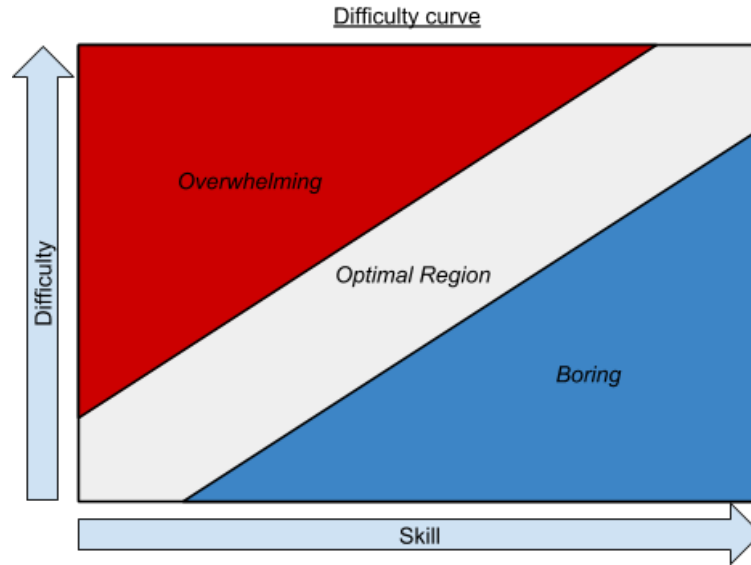 Difficulty curve
Overwhelming
Difficulty
Optimal Region
Boring
Skill